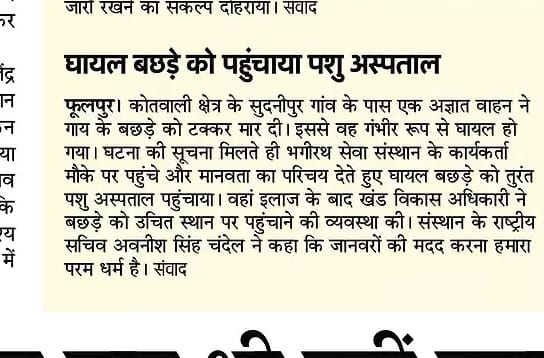 जारी रखने का संकल्प दोहराया। संवाद
घायल बछड़े को पहुंचाया पशु अस्पताल
फूलपुर। कोतवाली क्षेत्र के सुदनीपुर गांव के पास एक अज्ञात वाहन ने
गाय के बछड़े को टक्कर मार दी। इससे वह गंभीर रूप से घायल हो
गया। घटना की सूचना मिलते ही भगीरथ सेवा संस्थान के कार्यकर्ता
मौके पर पहुंचे और मानवता का परिचय देते हुए घायल बछड़े को तुरंत
पशु अस्पताल पहुंचाया। वहां इलाज के बाद खंड विकास अधिकारी ने
बछड़े को उचित स्थान पर पहुंचाने की व्यवस्था की। संस्थान के राष्ट्रीय
सचिव अवनीश सिंह चंदेल ने कहा कि जानवरों की मदद करना हमारा
परम धर्म है। संवाद